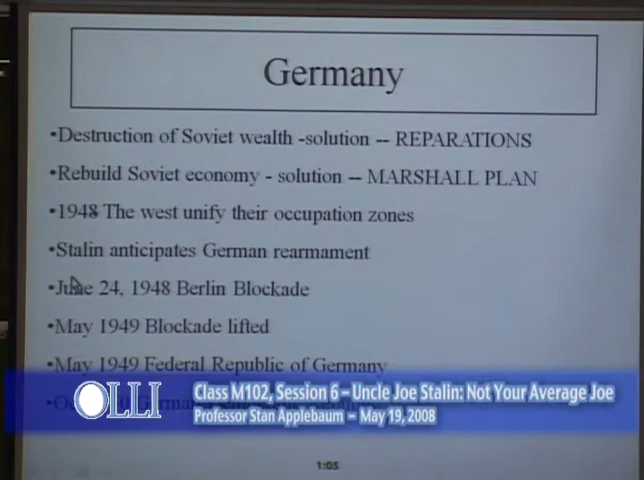 Germany
•Destruction of Soviet wealth -solution – REPARATIONS
•Rebuild Soviet economy - solution – MARSHALL PLAN
•1948 The west unify their occupation zones
•Stalin anticipates German rearmament
•June 24, 1948 Berlin Blockade
•May 1949 Blockade lifted
•May 1949 Federal Republic of Germany
OLLI
Class M102, Session 6 – Uncle Joe Stalin: Not Your Average Joe
Professor Stan Applebaum – May 19, 2008
1:05